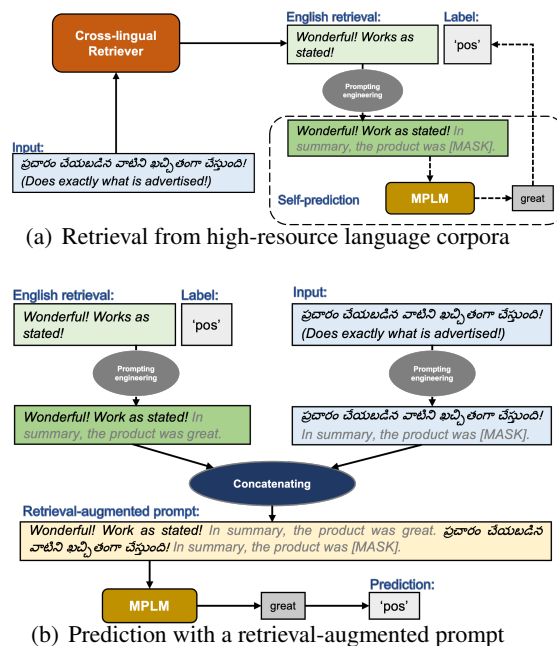 Cross-lingual
Retriever
English retrieval:
Label:
Wonderful! Works as
stated!
'pos'
Prompting
engineering
Input:
ప్రచారం చేయబడిన వాటిని ఖచ్చితంగా చేస్తుంది!
(Does exactly what is advertised!)
Wonderful! Work as stated! In
summary, the product was [MASK].
Self-prediction
MPLM
great
(a) Retrieval from high-resource language corpora
English retrieval:
Label:
Wonderful! Works as
stated!
'pos'
Input:
ప్రచారం చేయబడిన వాటిని ఖచ్చితంగా చేస్తుంది!
(Does exactly what is advertised!)
Prompting
engineering
Prompting
engineering
Wonderful! Work as stated! In
summary, the product was great.
ప్రచారం చేయబడిన వాటిని ఖచ్చితంగా చేస్తుంది!
In summary, the product was [MASK].
Concatenating
Retrieval-augmented prompt:
Wonderful! Work as stated! In summary, the product was great. ప్రచారం చేయబడిన
వాటిని ఖచ్చితంగా చేస్తుంది! In summary, the product was [MASK].
Prediction:
MPLM
great
'pos'
(b) Prediction with a retrieval-augmented prompt